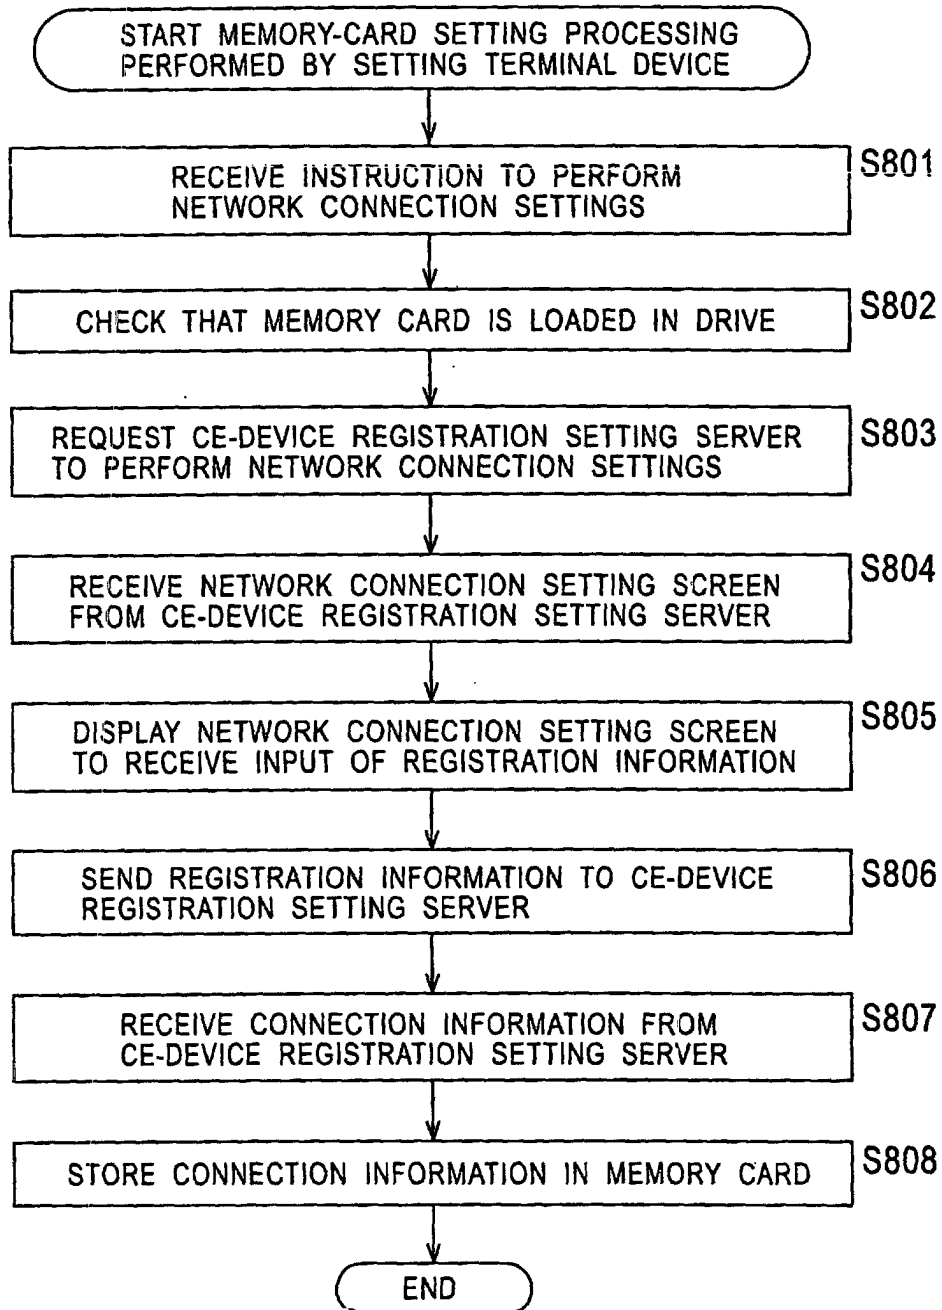 START MEMORY-CARD SETTING PROCESSING
PERFORMED BY SETTING TERMINAL DEVICE
S801
RECEIVE INSTRUCTION TO PERFORM
NETWORK CONNECTION SETTINGS
S802
CHECK THAT MEMORY CARD IS LOADED IN DRIVE
S803
REQUEST CE-DEVICE REGISTRATION SETTING SERVER
TO PERFORM NETWORK CONNECTION SETTINGS
S804
RECEIVE NETWORK CONNECTION SETTING SCREEN
FROM CE-DEVICE REGISTRATION SETTING SERVER
S805
DISPLAY NETWORK CONNECTION SETTING SCREEN
TO RECEIVE INPUT OF REGISTRATION INFORMATION
S806
SEND REGISTRATION INFORMATION TO CE-DEVICE
REGISTRATION SETTING SERVER
S807
RECEIVE CONNECTION INFORMATION FROM
CE-DEVICE REGISTRATION SETTING SERVER
S808
STORE CONNECTION INFORMATION IN MEMORY CARD
END